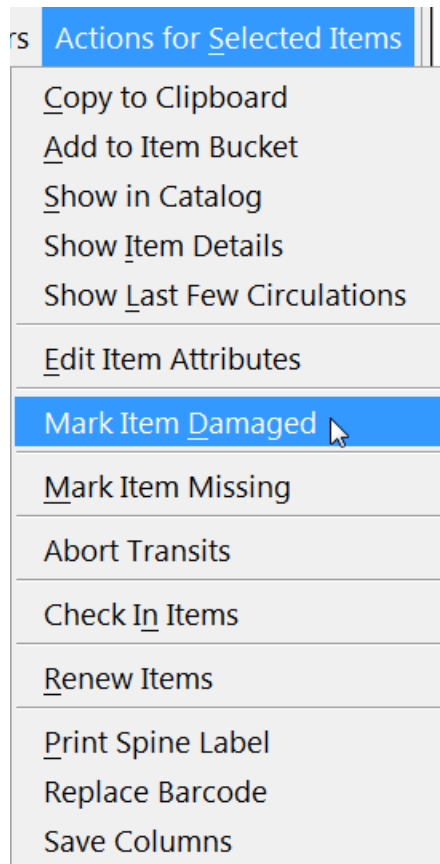 rs Actions for Selected Items
Copy to Clipboard
Add to Item Bucket
Show in Catalog
Show Item Details
Show Last Few Circulations
Edit Item Attributes
Mark Item Damaged
Mark Item Missing
Abort Transits
Check In Items
Renew Items
Print Spine Label
Replace Barcode
Save Columns